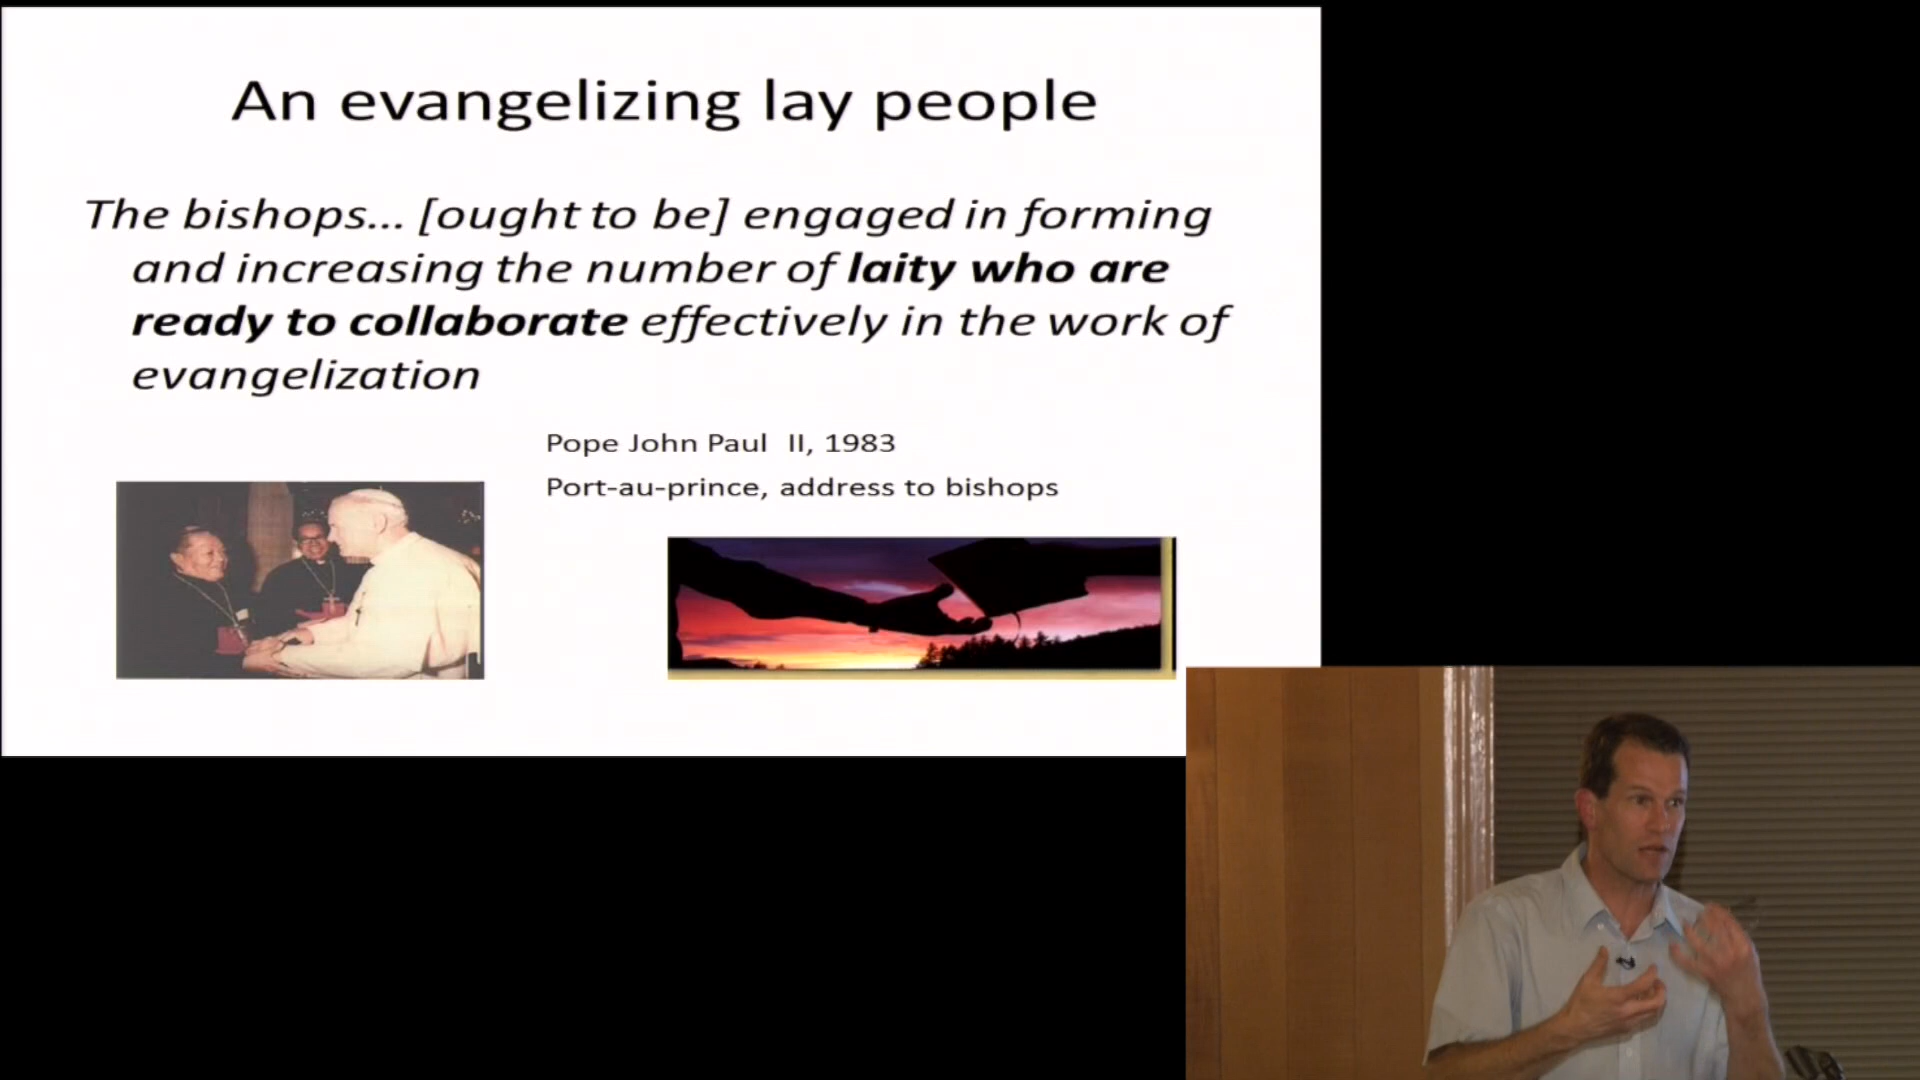 An evangelizing lay people
The bishops... [ought to be] engaged in forming
and increasing the number of laity who are
ready to collaborate effectively in the work of
evangelization
Pope John Paul  II, 1983
Port-au-prince, address to bishops